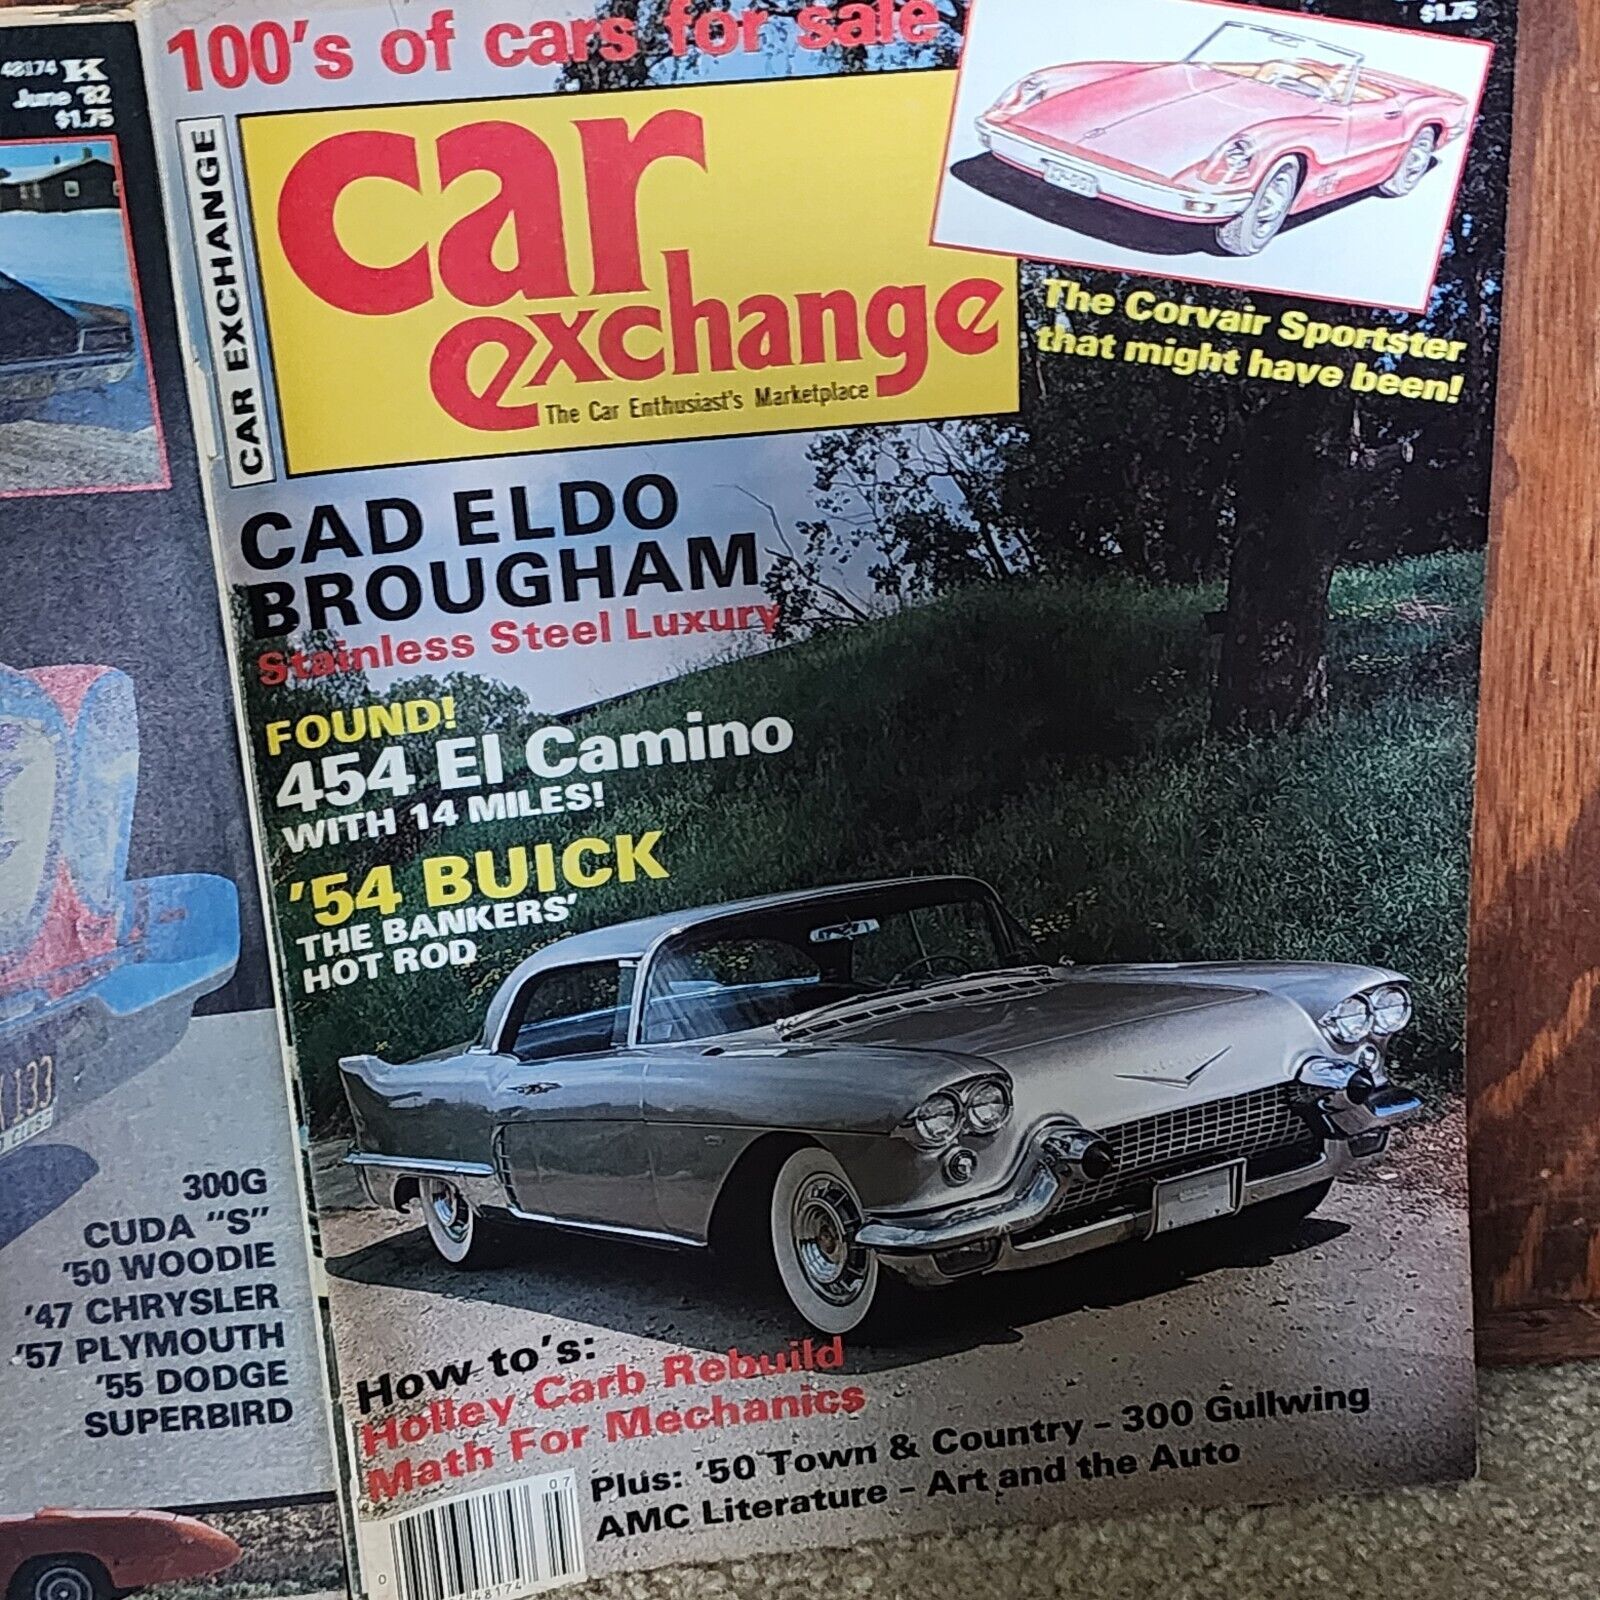 48174 K
June '82
$1.75
133
300G
CUDA "S"
'50 WOODIE
'47 CHRYSLER
'57 PLYMOUTH
'55 DODGE
SUPERBIRD
CAR EXCHANGE
100's of cars for sale
$1.75
car
exchange
The Car Enthusiast's Marketplace
The Corvair Sportster
that might have been!
CAD ELDO
BROUGHAM
Stainless Steel Luxury
FOUND!
454 El Camino
WITH 14 MILES!
'54 BUICK
THE BANKERS'
HOT ROD
How to's:
Holley Carb Rebuild
Math For Mechanics
Plus: '50 Town & Country – 300 Gullwing
AMC Literature – Art and the Auto
07
0
48174